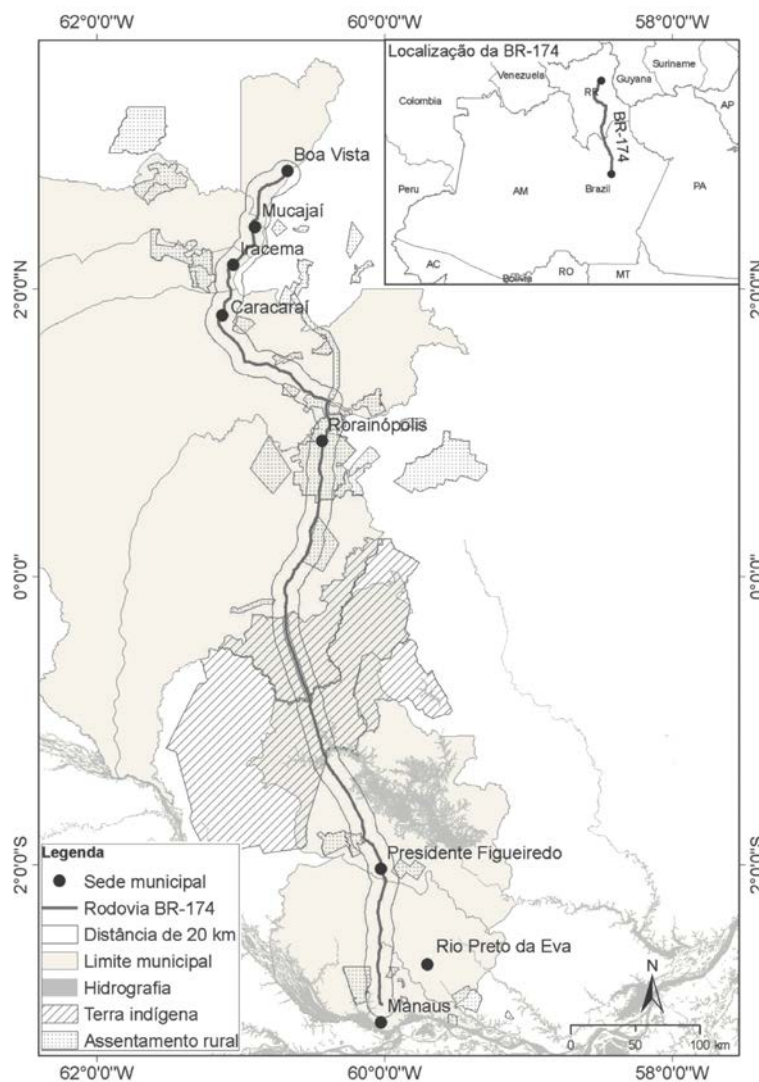 62°0'0"W
60°0'0"W
58°0'0"W
Localização da BR-174
Venezuela
Suriname
Guyana
Colombia
RR
AP
BR-174
Peru
AM
Brazil
PA
AC
Bolivia
RO
MT
Boa Vista
Mucajaí
Iracema
2°0'0"N
2°0'0"N
Caracaraí
Rorainópolis
0°0'0"
0°0'0"
2°0'0"S
2°0'0"S
Presidente Figueiredo
Rio Preto da Eva
Manaus
Legenda
Sede municipal
Rodovia BR-174
Distância de 20 km
Limite municipal
Hidrografia
Terra indígena
Assentamento rural
N
0 50 100 km
62°0'0"W
60°0'0"W
58°0'0"W